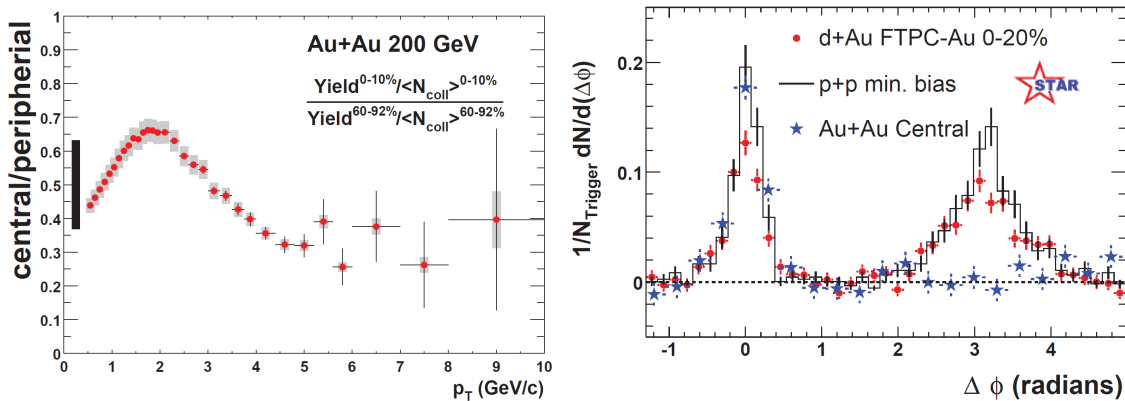 Au+Au 200 GeV
Yield^0-10%/<N_coll>^0-10%
Yield^60-92%/<N_coll>^60-92%
central/peripherial
1
0.9
0.8
0.7
0.6
0.5
0.4
0.3
0.2
0.1
0
0 1 2 3 4 5 6 7 8 9 10
p_T (GeV/c)
d+Au FTPC-Au 0-20%
p+p min. bias
Au+Au Central
STAR
1/N_Trigger dN/d(Δϕ)
0.2
0.1
0
-1 0 1 2 3 4
Δ ϕ (radians)